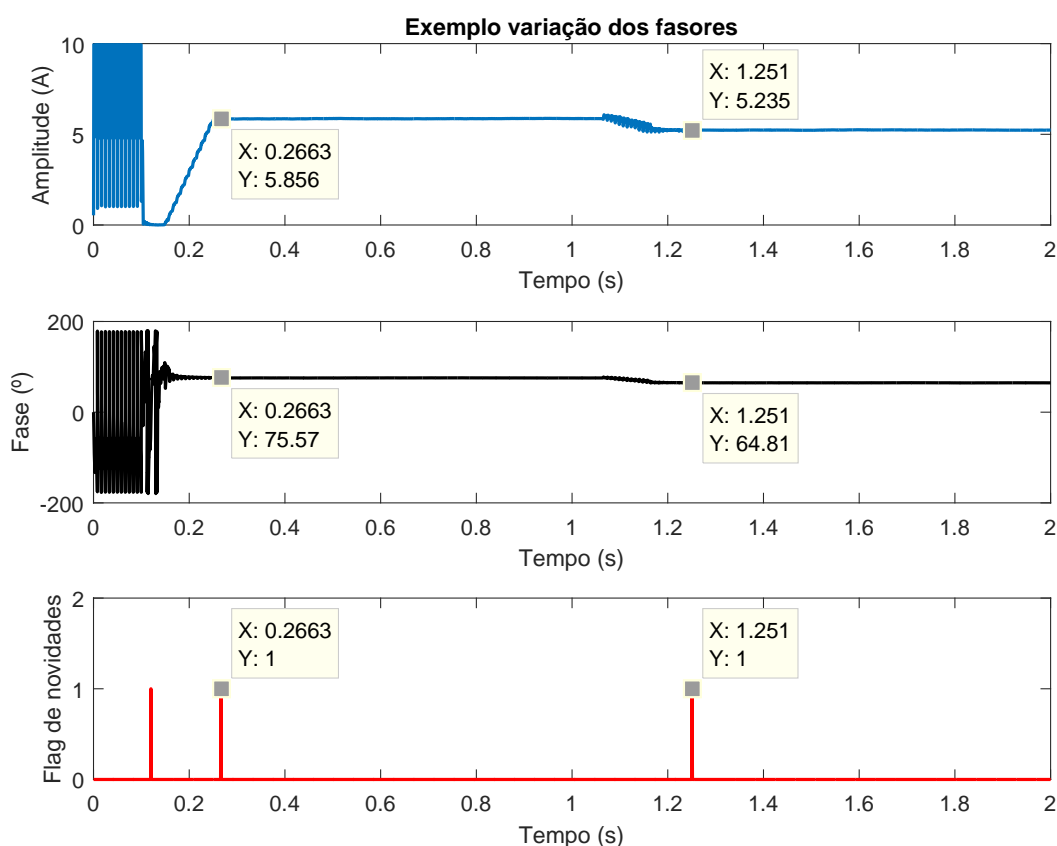 Exemplo variação dos fasores
Amplitude (A)
10
5
0
X: 0.2663
Y: 5.856
X: 1.251
Y: 5.235
0 0.2 0.4 0.6 0.8 1 1.2 1.4 1.6 1.8 2
Tempo (s)
Fase (º)
200
0
-200
X: 0.2663
Y: 75.57
X: 1.251
Y: 64.81
0 0.2 0.4 0.6 0.8 1 1.2 1.4 1.6 1.8 2
Tempo (s)
Flag de novidades
2
1
0
X: 0.2663
Y: 1
X: 1.251
Y: 1
0 0.2 0.4 0.6 0.8 1 1.2 1.4 1.6 1.8 2
Tempo (s)